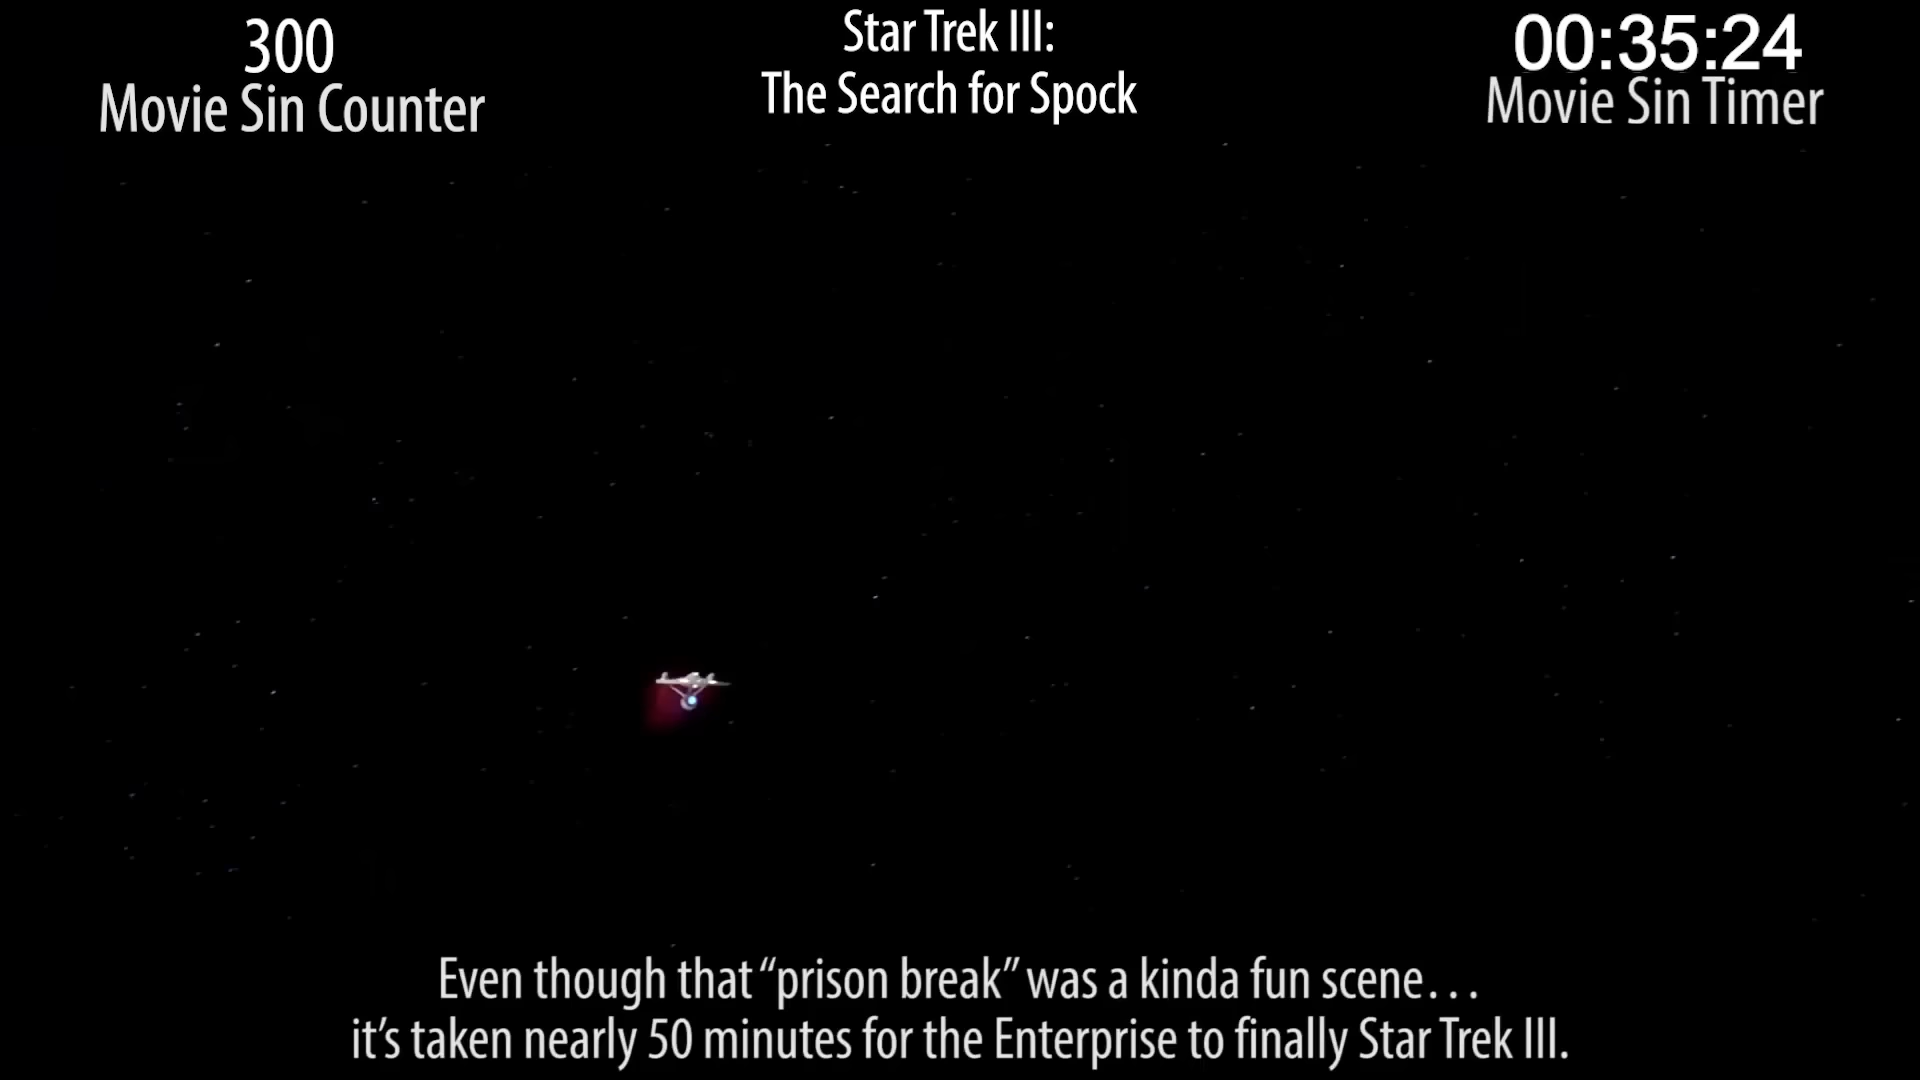 300
Movie Sin Counter
Star Trek III:
The Search for Spock
00:35:24
Movie Sin Timer
Even though that “prison break” was a kinda fun scene…
it’s taken nearly 50 minutes for the Enterprise to finally Star Trek III.